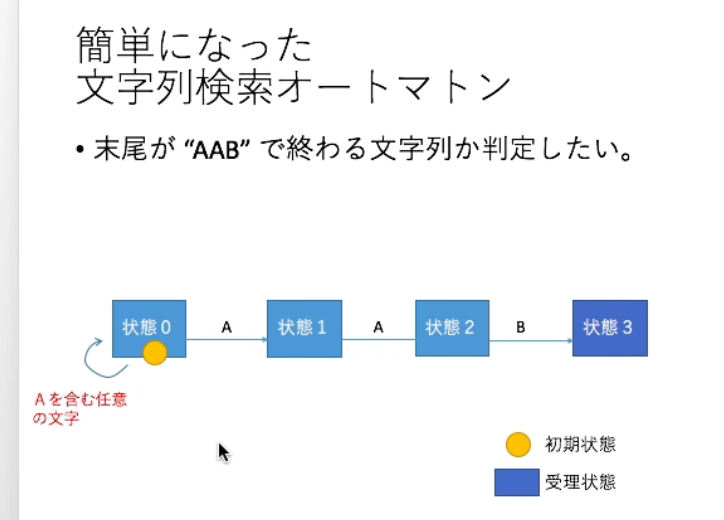 簡単になった
文字列検索オートマトン
• 末尾が “AAB” で終わる文字列か判定したい。
状態0 A 状態1 A 状態2 B 状態3
Aを含む任意
の文字
初期状態
受理状態